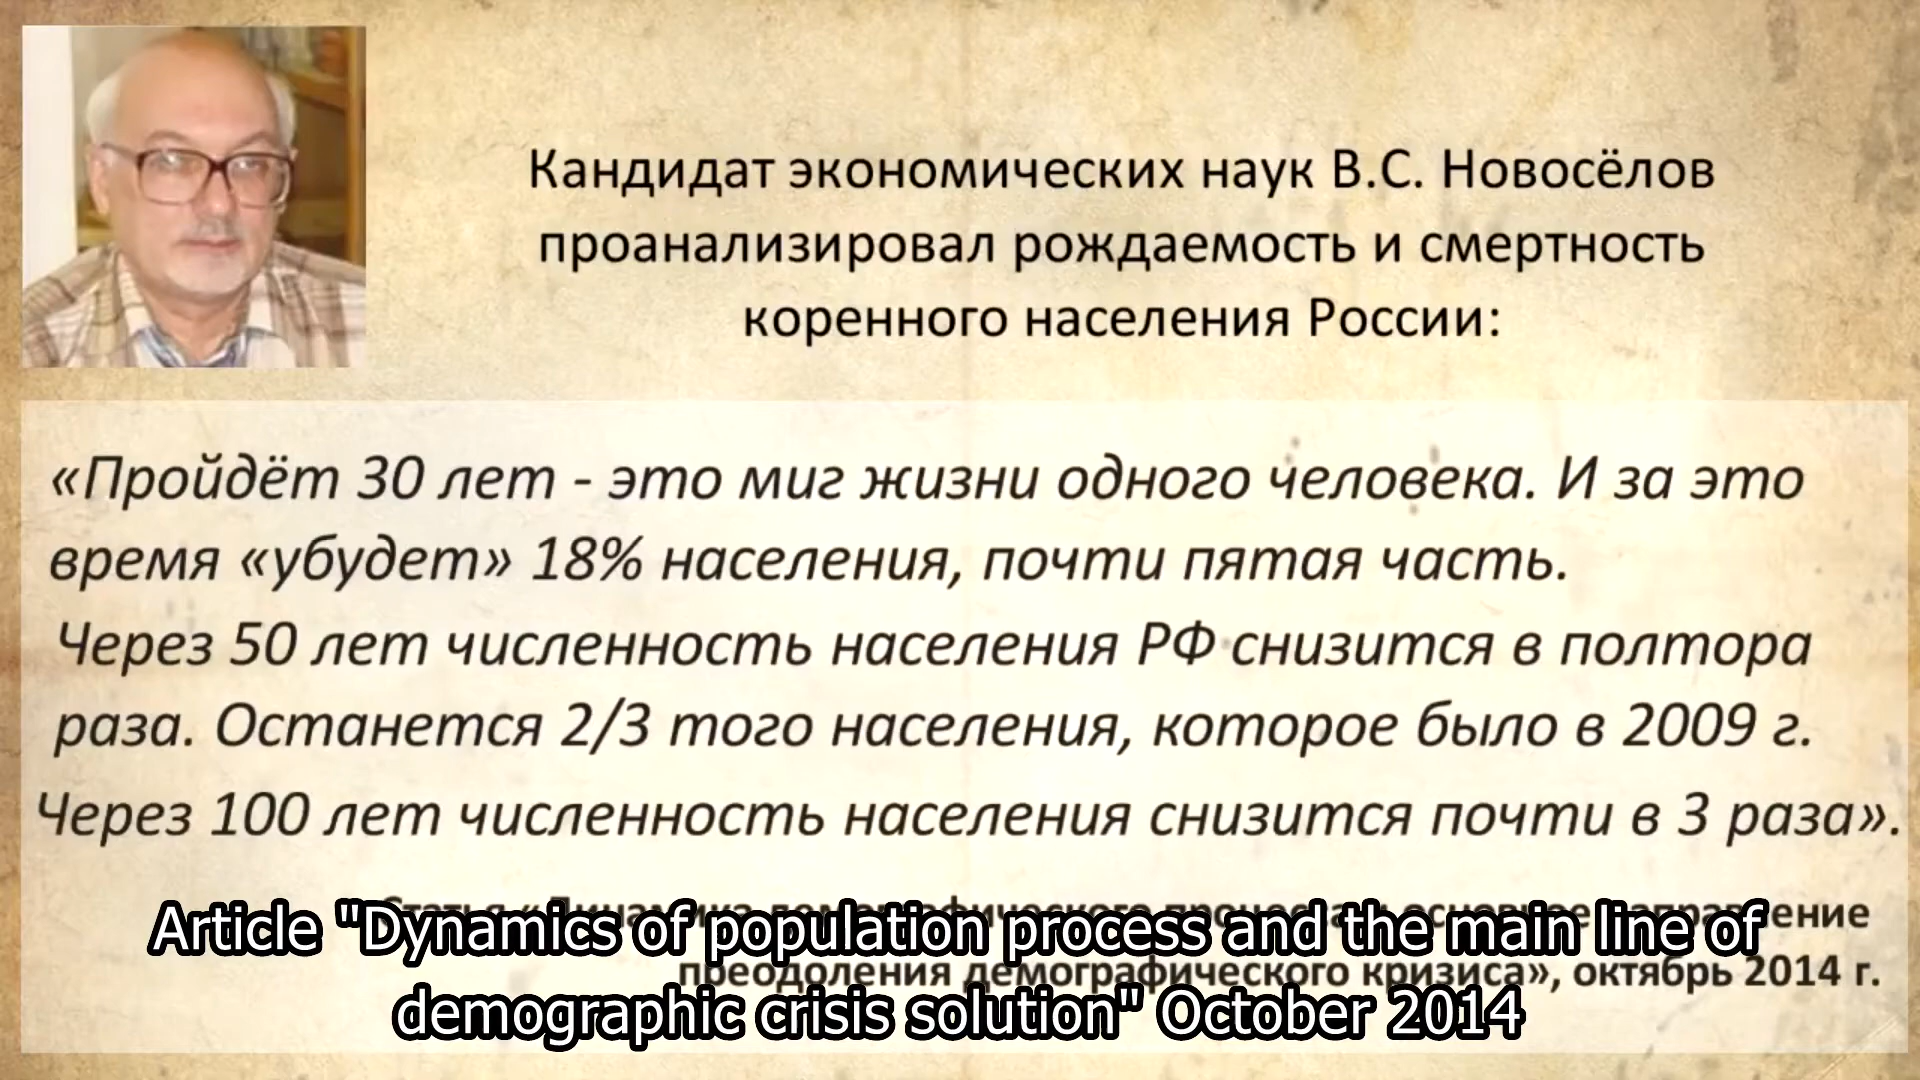 Кандидат экономических наук В.С. Новосёлов
проанализировал рождаемость и смертность
коренного населения России:
«Пройдёт 30 лет - это миг жизни одного человека. И за это
время «убудет» 18% населения, почти пятая часть.
Через 50 лет численность населения РФ снизится в полтора
раза. Останется 2/3 того населения, которое было в 2009 г.
Через 100 лет численность населения снизится почти в 3 раза».
Article "Dynamics of population process and the main line of
преодоления демографического кризиса», октябрь 2014 г.
demographic crisis solution" October 2014